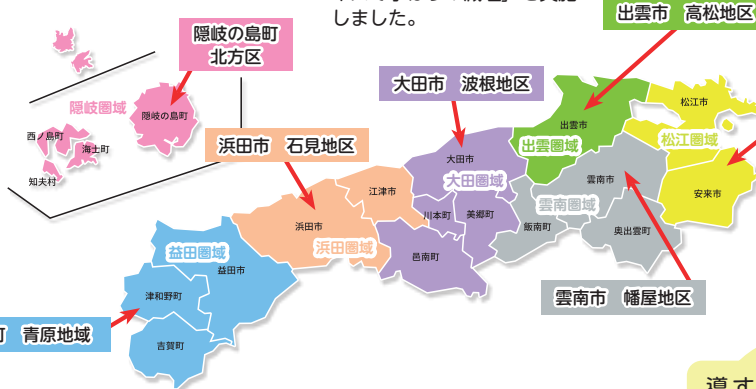 しました。
出雲市 高松地区
隠岐の島町
北方区
大田市 波根地区
隠岐圏域
隠岐の島町
西ノ島町
海士町
知夫村
浜田市 石見地区
松江市
出雲市
出雲圏域
松江圏域
大田市
大田圏域
雲南市
安来市
江津市
雲南圏域
川本町
美郷町
飯南町
奥出雲町
浜田市
浜田圏域
邑南町
益田圏域
益田市
津和野町
雲南市 幡屋地区
町 青原地域
吉賀町
道す